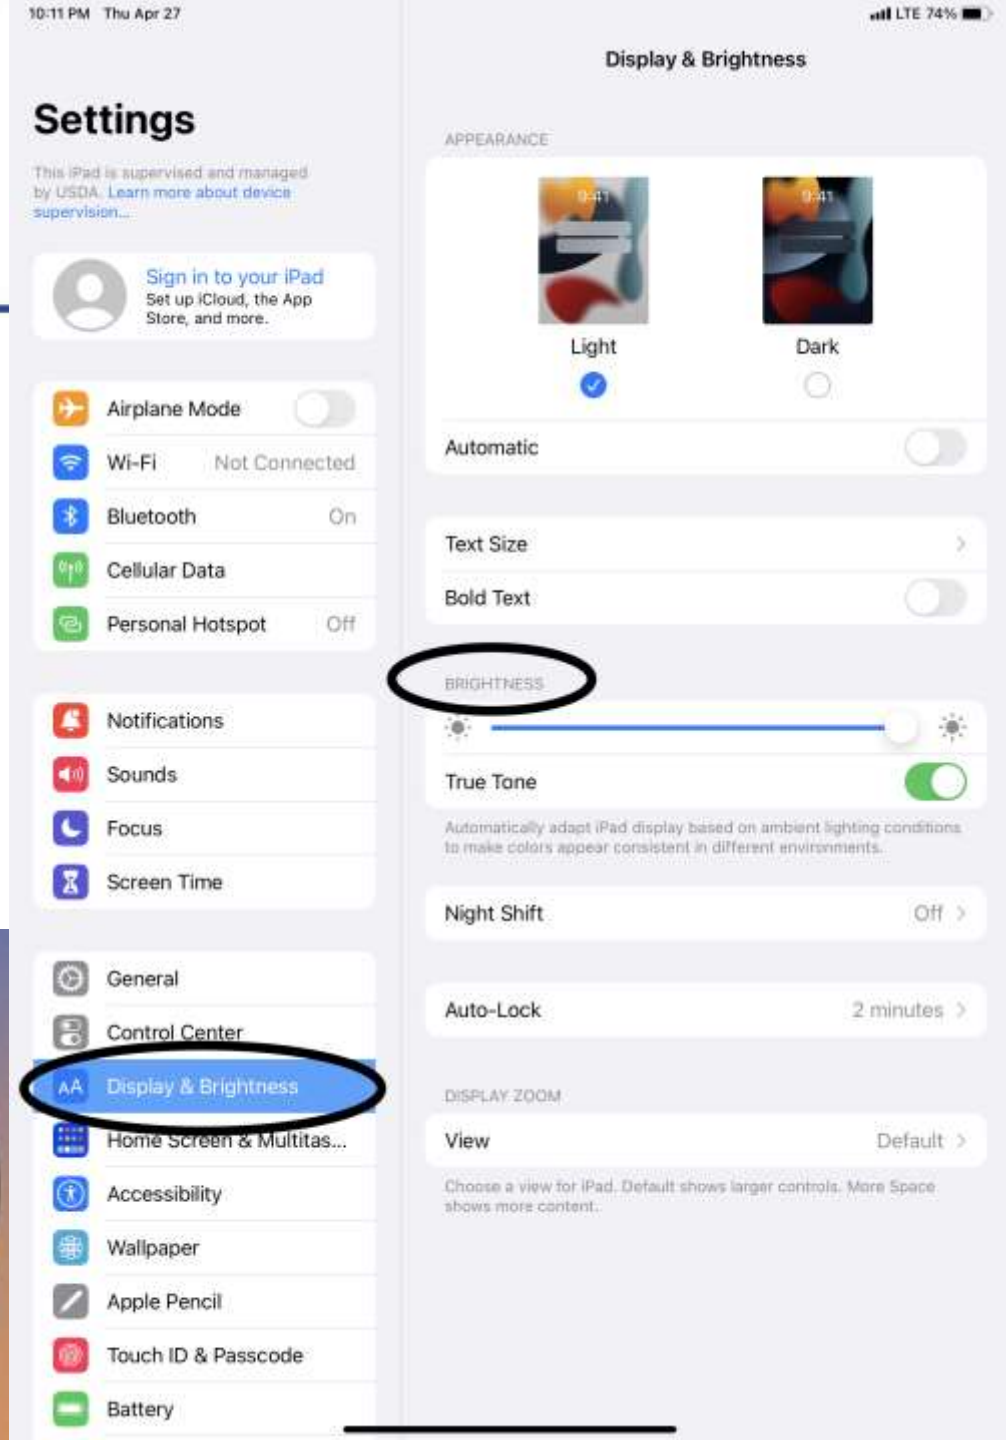 10:11 PM Thu Apr 27
LTE 74%
Settings
This iPad is supervised and managed
by USDA. Learn more about device
supervision...
Sign in to your iPad
Set up iCloud, the App
Store, and more.
Airplane Mode
Wi-Fi Not Connected
Bluetooth On
Cellular Data
Personal Hotspot Off
Notifications
Sounds
Focus
Screen Time
General
Control Center
AA Display & Brightness
Home Screen & Multitas...
Accessibility
Wallpaper
Apple Pencil
Touch ID & Passcode
Battery
Display & Brightness
APPEARANCE
9:41 9:41
Light Dark
Automatic
Text Size
Bold Text
BRIGHTNESS
True Tone
Automatically adapt iPad display based on ambient lighting conditions
to make colors appear consistent in different environments.
Night Shift Off
Auto-Lock 2 minutes
DISPLAY ZOOM
View Default
Choose a view for iPad. Default shows larger controls. More Space
shows more content.